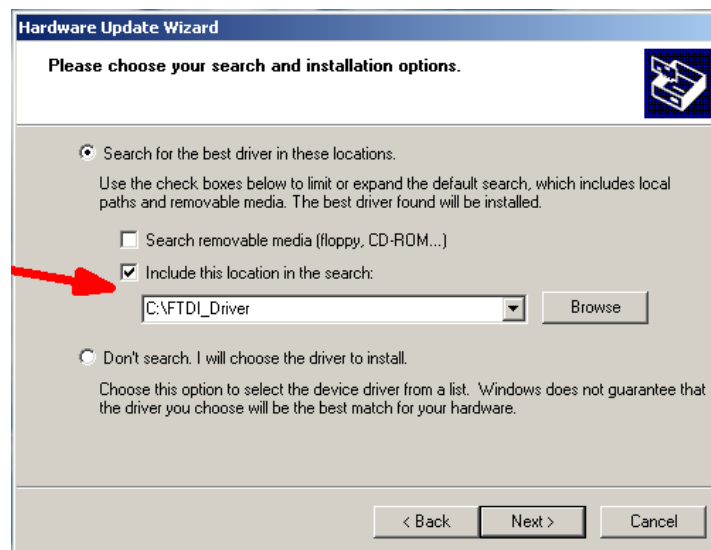 Hardware Update Wizard
Please choose your search and installation options.
Search for the best driver in these locations.
Use the check boxes below to limit or expand the default search, which includes local
paths and removable media. The best driver found will be installed.
Search removable media (floppy, CD-ROM...)
Include this location in the search:
C:\FTDI_Driver
Browse
Don't search. I will choose the driver to install.
Choose this option to select the device driver from a list. Windows does not guarantee that
the driver you choose will be the best match for your hardware.
< Back
Next >
Cancel